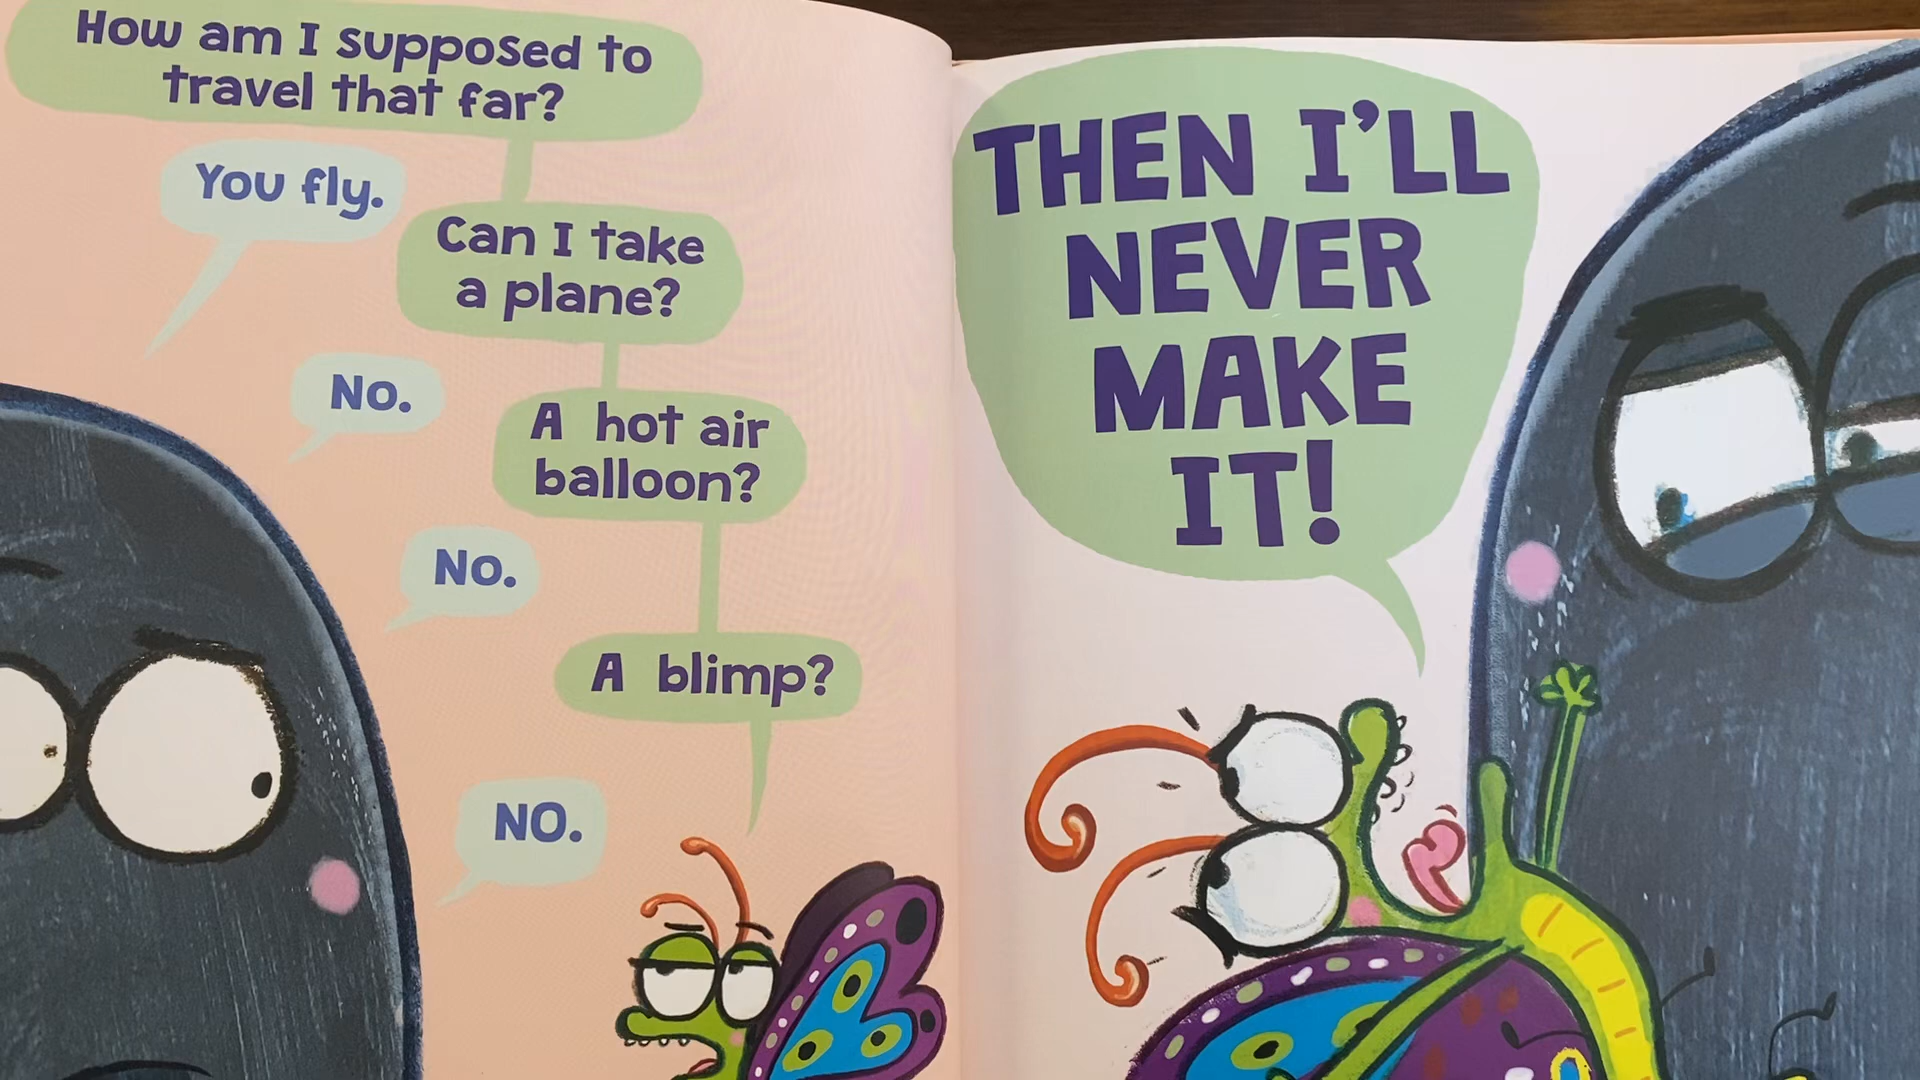 How am I supposed to
travel that far?
You fly.
Can I take
a plane?
No.
A hot air
balloon?
No.
A blimp?
NO.
THEN I'LL
NEVER
MAKE
IT!